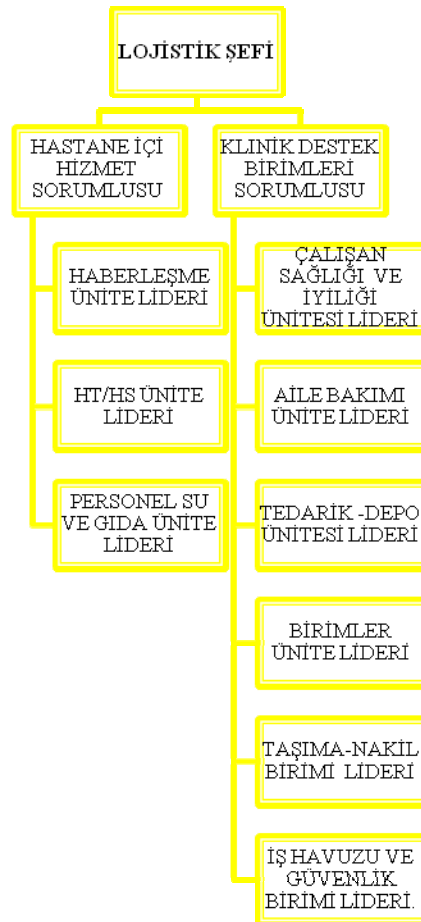 LOJİSTİK ŞEFİ
HASTANE İÇİ
HİZMET
SORUMLUSU
KLINİK DESTEK
BİRİMLERİ
SORUMLUSU
HABERLEŞME
ÜNİTE LİDERİ
HT/HS ÜNİTE
LİDERİ
PERSONEL SU
VE GIDA ÜNİTE
LİDERİ
ÇALIŞAN
SAĞLIĞI VE
İYİLİĞİ
ÜNİTESİ LİDERİ
AİLE BAKIMI
ÜNİTE LİDERİ
TEDARİK -DEPO
ÜNİTESİ LİDERİ
BİRİMLER
ÜNİTE LİDERİ
TAŞIMA-NAKİL
BİRİMİ LİDERİ
İŞ HAVUZU VE
GÜVENLİK
BİRİMİ LİDERİ.